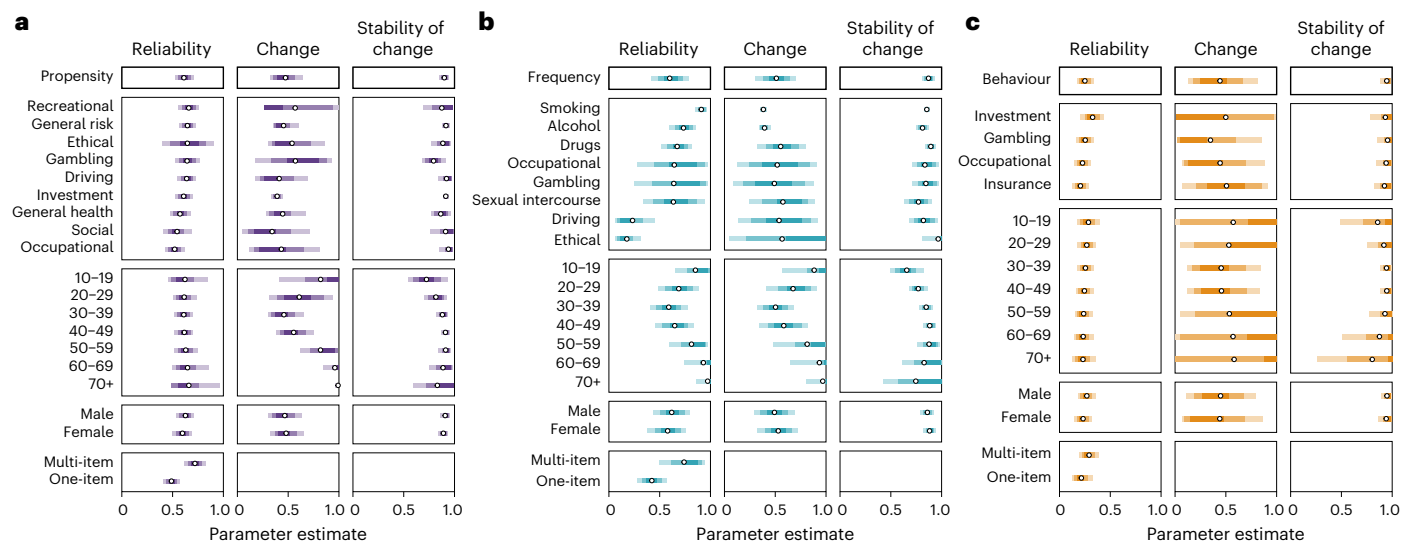 a
Reliability
Change
Stability of
change
Propensity
Recreational
General risk
Ethical
Gambling
Driving
Investment
General health
Social
Occupational
10–19
20–29
30–39
40–49
50–59
60–69
70+
Male
Female
Multi-item
One-item
0 0.5 1.0 0 0.5 1.0 0 0.5 1.0
Parameter estimate
b
Reliability
Change
Stability of
change
Frequency
Smoking
Alcohol
Drugs
Occupational
Gambling
Sexual intercourse
Driving
Ethical
10–19
20–29
30–39
40–49
50–59
60–69
70+
Male
Female
Multi-item
One-item
0 0.5 1.0 0 0.5 1.0 0 0.5 1.0
Parameter estimate
c
Reliability
Change
Stability of
change
Behaviour
Investment
Gambling
Occupational
Insurance
10–19
20–29
30–39
40–49
50–59
60–69
70+
Male
Female
Multi-item
One-item
0 0.5 1.0 0 0.5 1.0 0 0.5 1.0
Parameter estimate